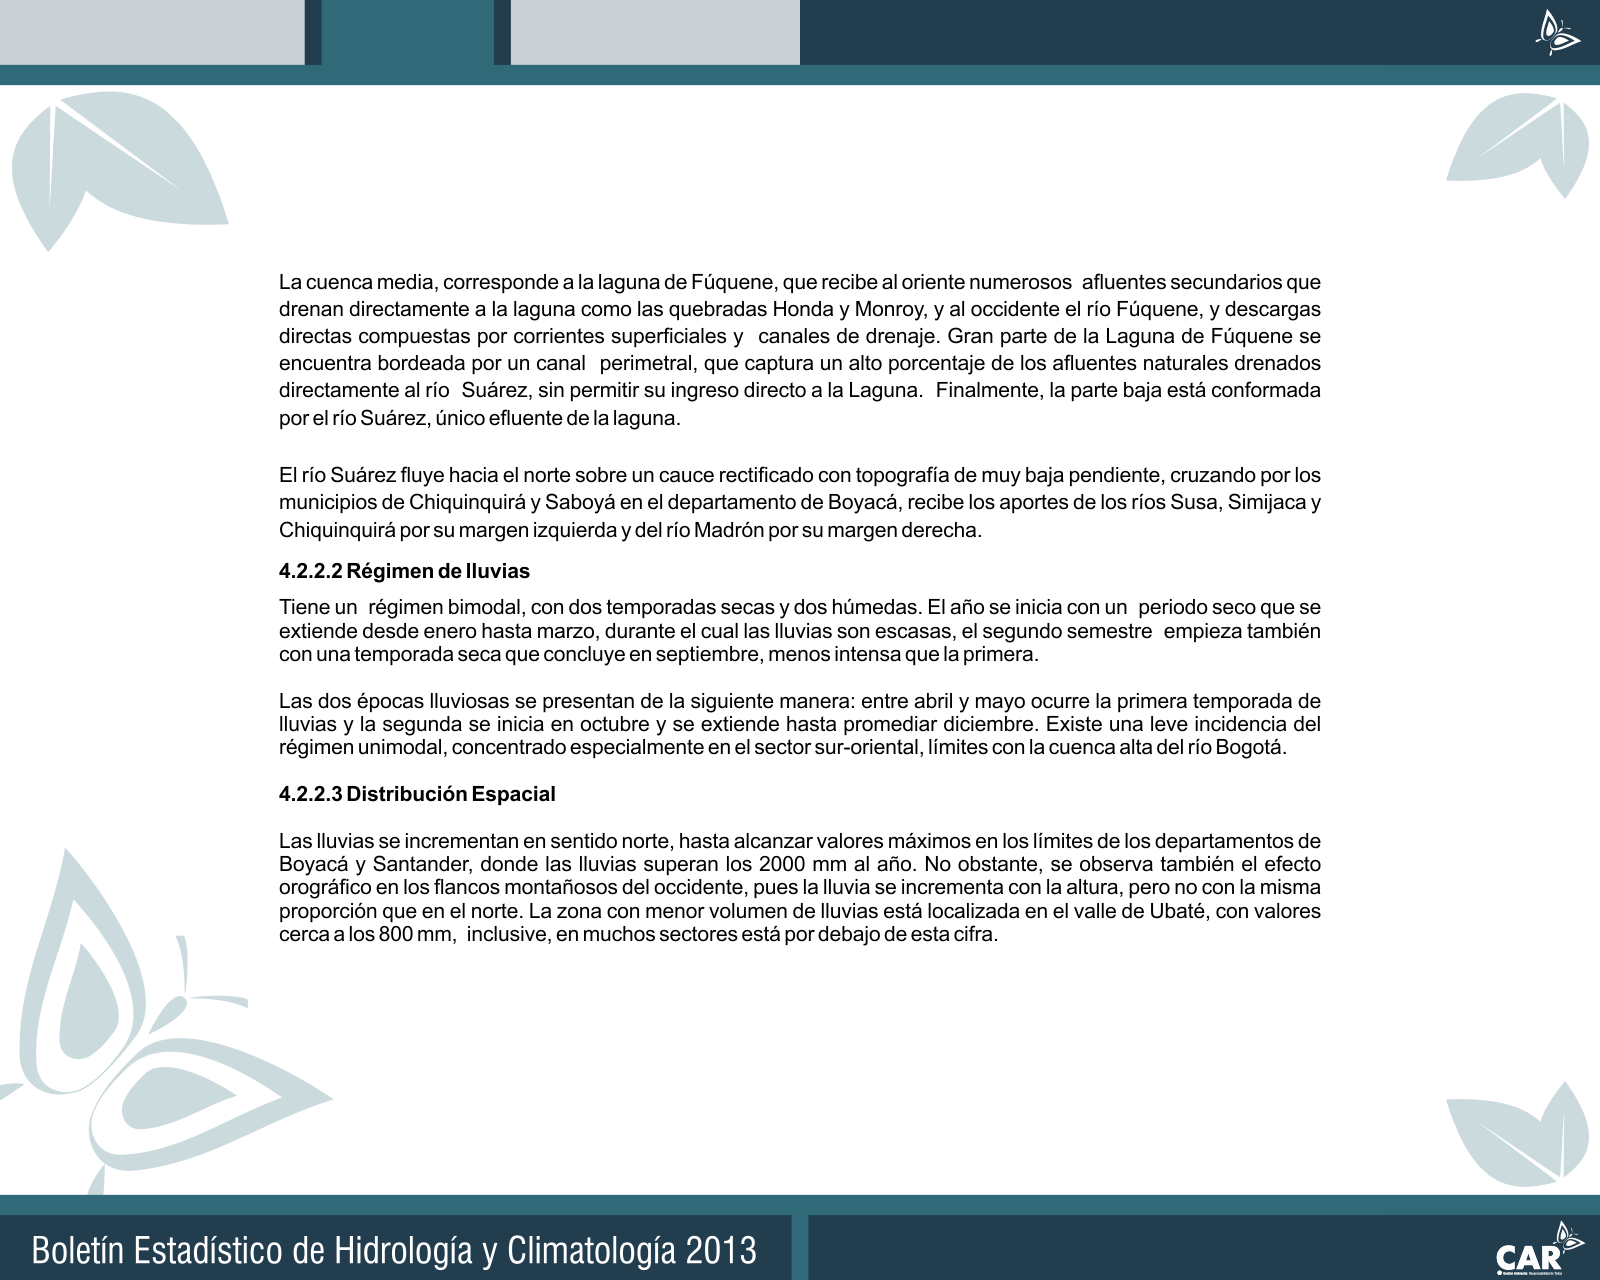 La cuenca media, corresponde a la laguna de Fúquene, que recibe al oriente numerosos afluentes secundarios que
drenan directamente a la laguna como las quebradas Honda y Monroy, y al occidente el río Fúquene, y descargas
directas compuestas por corrientes superficiales y canales de drenaje. Gran parte de la Laguna de Fúquene se
encuentra bordeada por un canal perimetral, que captura un alto porcentaje de los afluentes naturales drenados
directamente al río Suárez, sin permitir su ingreso directo a la Laguna. Finalmente, la parte baja está conformada
por el río Suárez, único efluente de la laguna.
El río Suárez fluye hacia el norte sobre un cauce rectificado con topografía de muy baja pendiente, cruzando por los
municipios de Chiquinquirá y Saboyá en el departamento de Boyacá, recibe los aportes de los ríos Susa, Simijaca y
Chiquinquirá por su margen izquierda y del río Madrón por su margen derecha.
4.2.2.2 Régimen de lluvias
Tiene un régimen bimodal, con dos temporadas secas y dos húmedas. El año se inicia con un periodo seco que se
extiende desde enero hasta marzo, durante el cual las lluvias son escasas, el segundo semestre empieza también
con una temporada seca que concluye en septiembre, menos intensa que la primera.
Las dos épocas lluviosas se presentan de la siguiente manera: entre abril y mayo ocurre la primera temporada de
lluvias y la segunda se inicia en octubre y se extiende hasta promediar diciembre. Existe una leve incidencia del
régimen unimodal, concentrado especialmente en el sector sur-oriental, límites con la cuenca alta del río Bogotá.
4.2.2.3 Distribución Espacial
Las lluvias se incrementan en sentido norte, hasta alcanzar valores máximos en los límites de los departamentos de
Boyacá y Santander, donde las lluvias superan los 2000 mm al año. No obstante, se observa también el efecto
orográfico en los flancos montañosos del occidente, pues la lluvia se incrementa con la altura, pero no con la misma
proporción que en el norte. La zona con menor volumen de lluvias está localizada en el valle de Ubaté, con valores
cerca a los 800 mm, inclusive, en muchos sectores está por debajo de esta cifra.
Boletín Estadístico de Hidrología y Climatología 2013
CAR